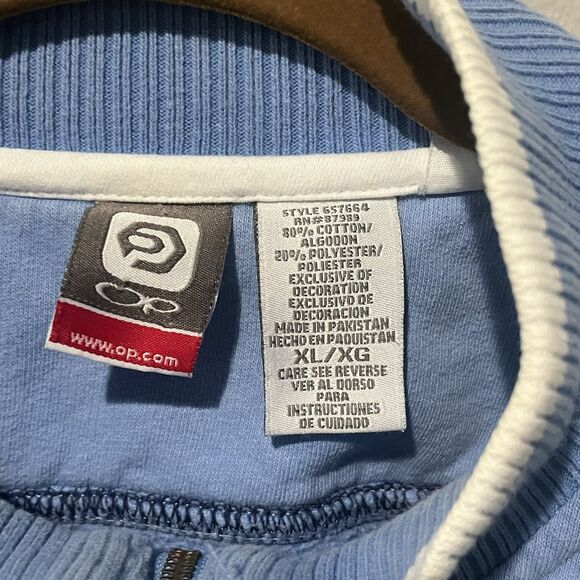 Op
www.op.com
STYLE 657664
RN# 87989
80% COTTON/
ALGODON
20% POLYESTER/
POLIESTER
EXCLUSIVE OF
DECORATION
EXCLUSIVO DE
DECORACION
MADE IN PAKISTAN
HECHO EN PAQUISTAN
XL/XG
CARE SEE REVERSE
VER AL DORSO
PARA
INSTRUCTIONES
DE CUIDADO